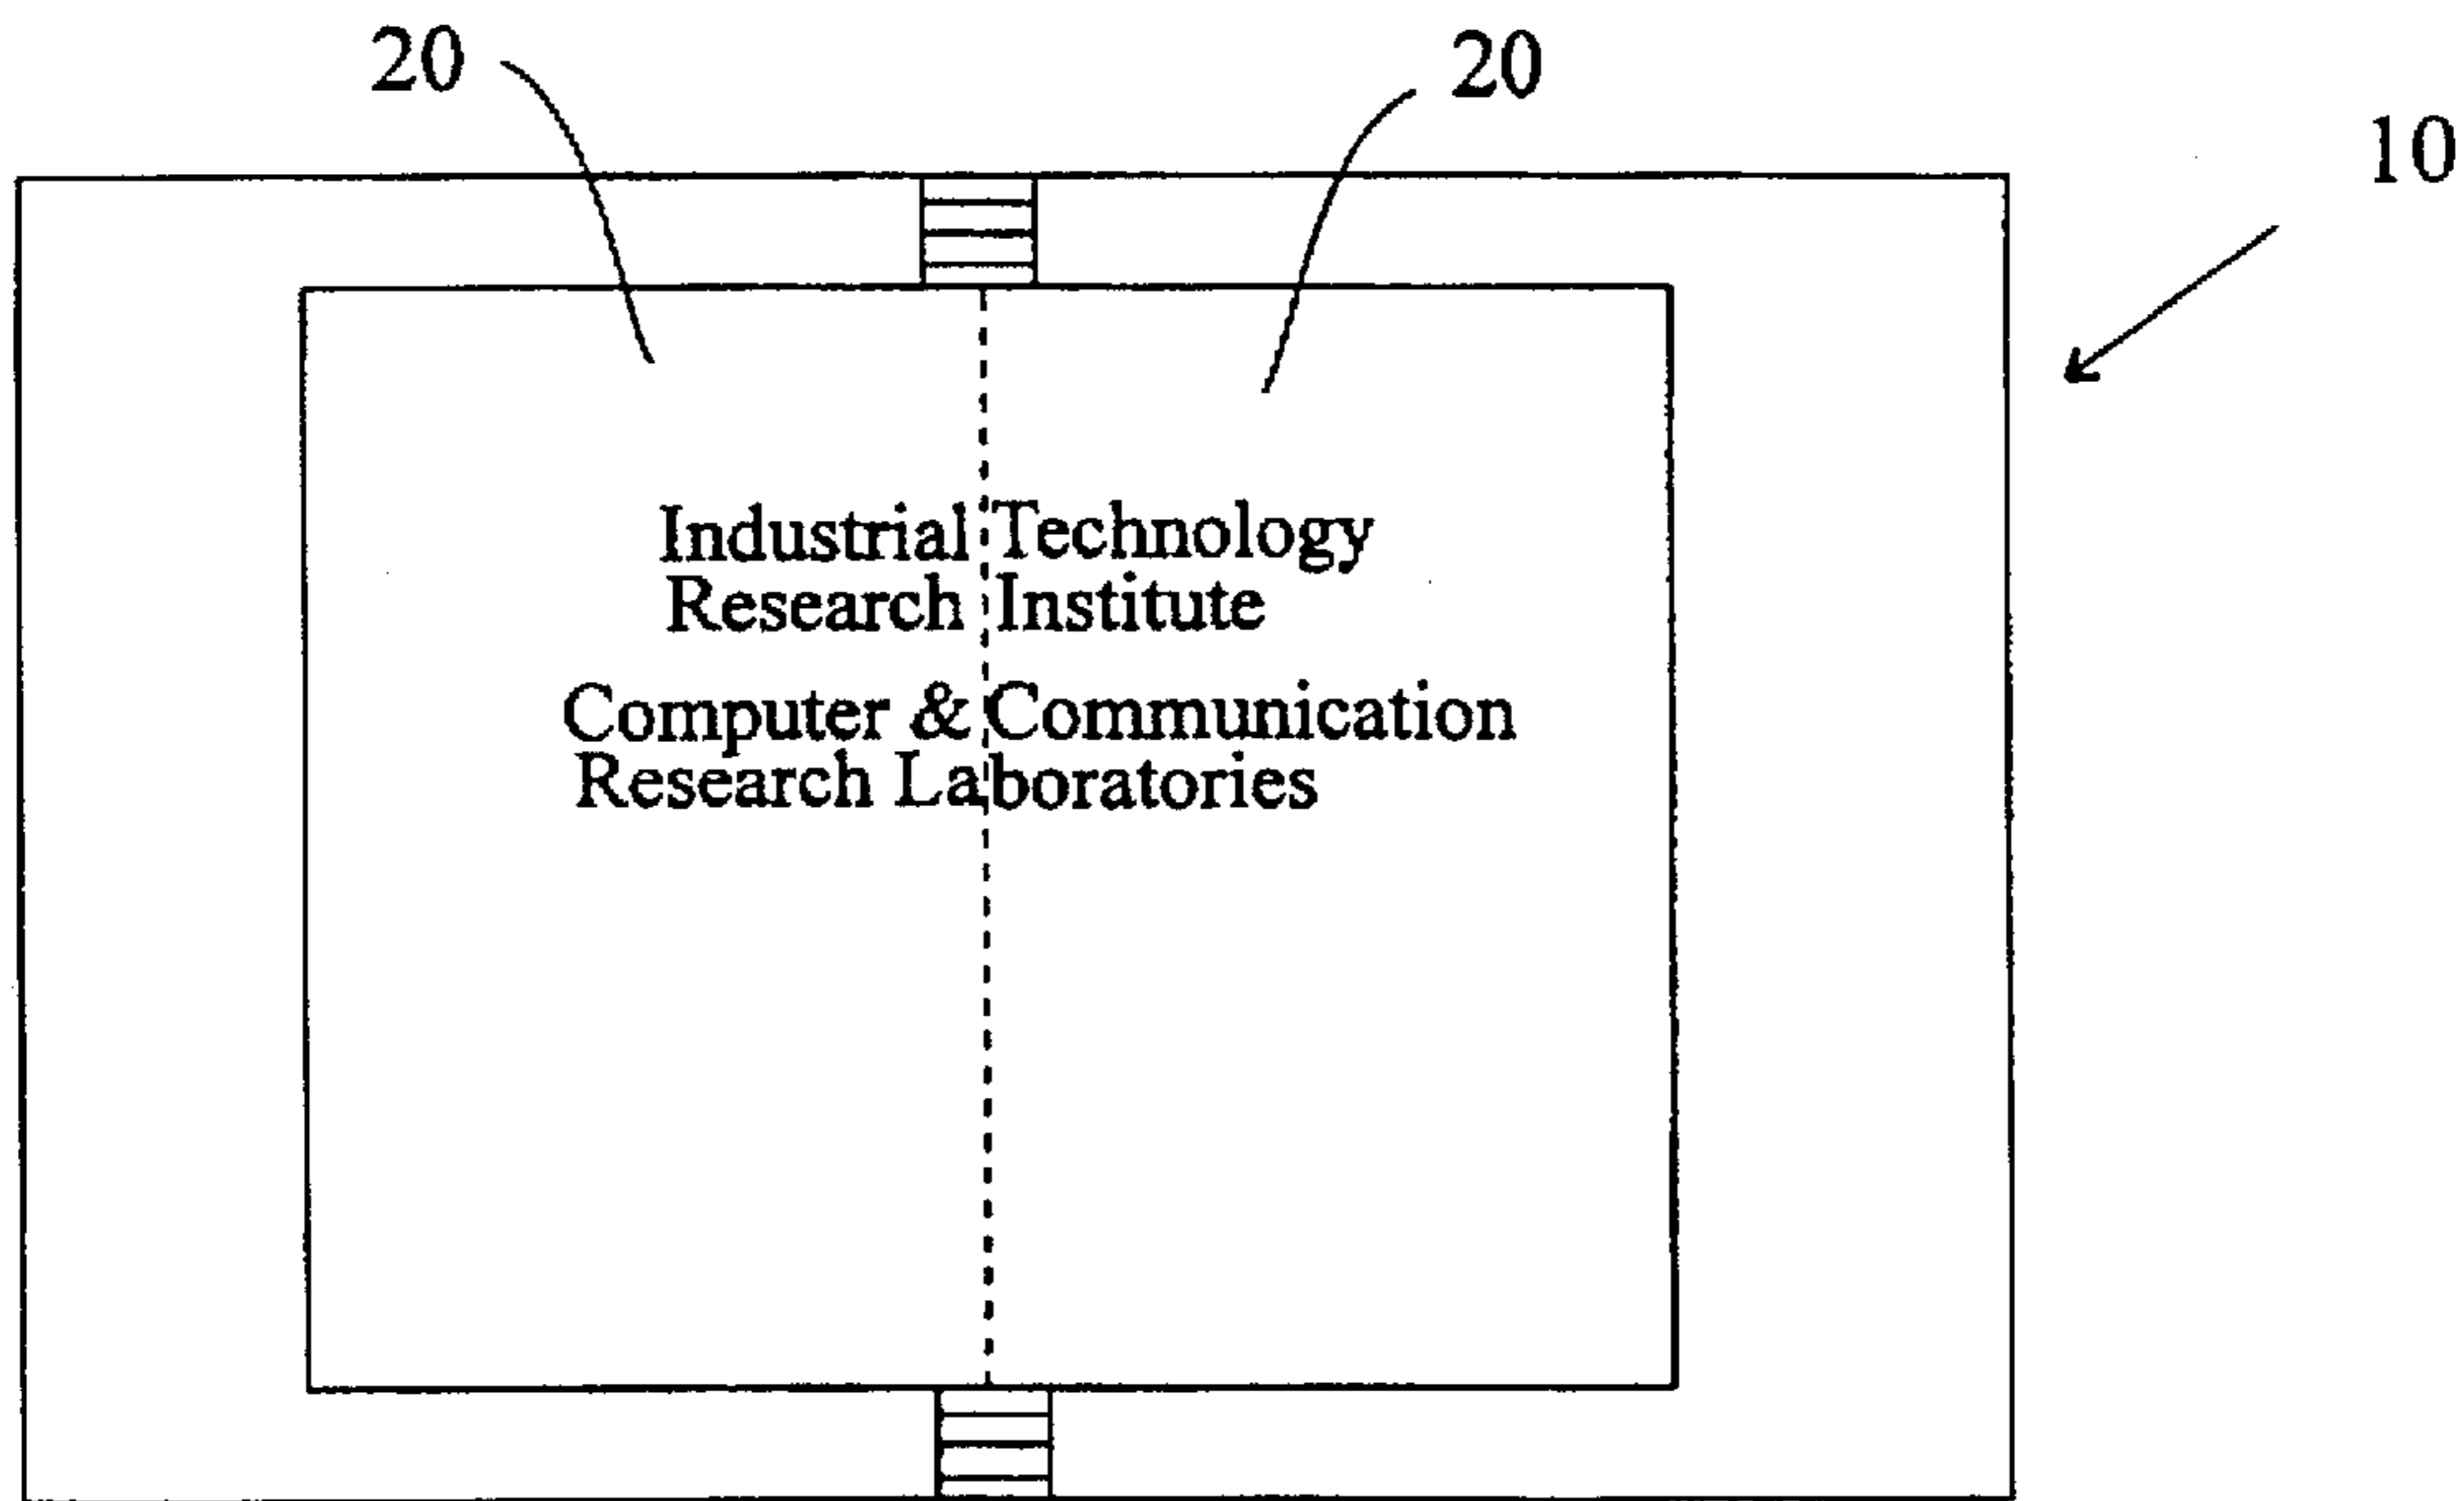 20 20
10
Industrial Technology
Research Institute
Computer & Communication
Research Laboratories